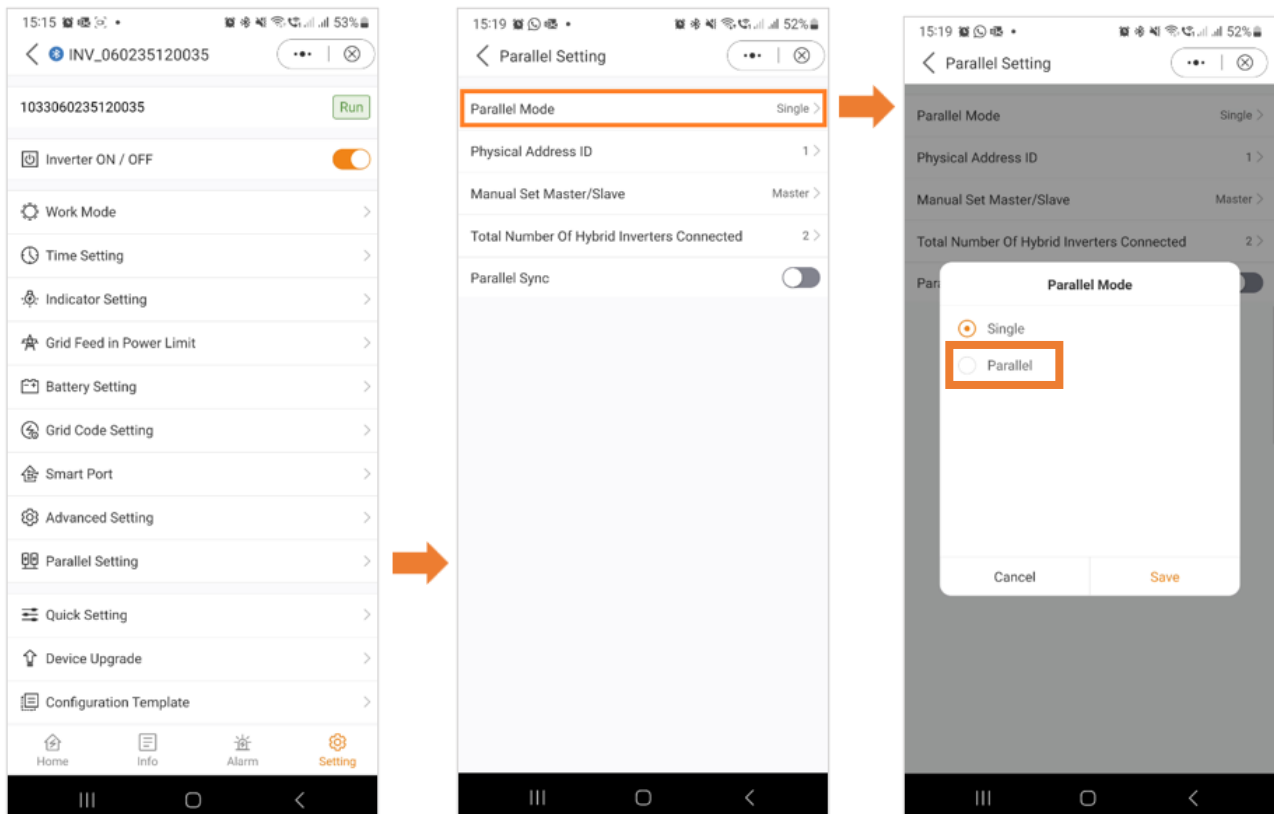 15:15
53%
INV_060235120035
1033060235120035
Run
Inverter ON / OFF
Work Mode
Time Setting
Indicator Setting
Grid Feed in Power Limit
Battery Setting
Grid Code Setting
Smart Port
Advanced Setting
Parallel Setting
Quick Setting
Device Upgrade
Configuration Template
Home
Info
Alarm
Setting
15:19
52%
Parallel Setting
Parallel Mode
Single
Physical Address ID
1
Manual Set Master/Slave
Master
Total Number Of Hybrid Inverters Connected
2
Parallel Sync
15:19
52%
Parallel Setting
Parallel Mode
Single
Physical Address ID
1
Manual Set Master/Slave
Master
Total Number Of Hybrid Inverters Connected
2
Para
Parallel Mode
Single
Parallel
Cancel
Save